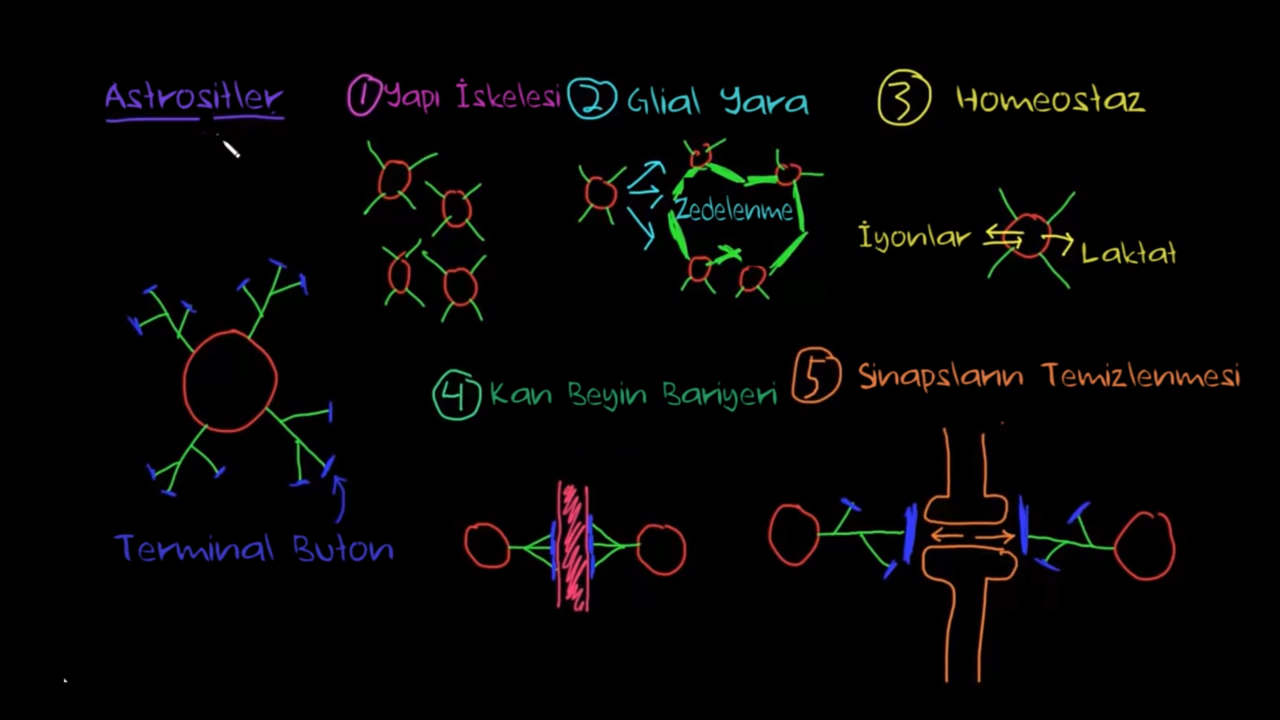 Astrositler
① Yapı İskelesi
② Glial Yara
③ Homeostaz
Zedelenme
İyonlar
Laktat
④ Kan Beyin Bariyeri
⑤ Sinapsların Temizlenmesi
Terminal Buton